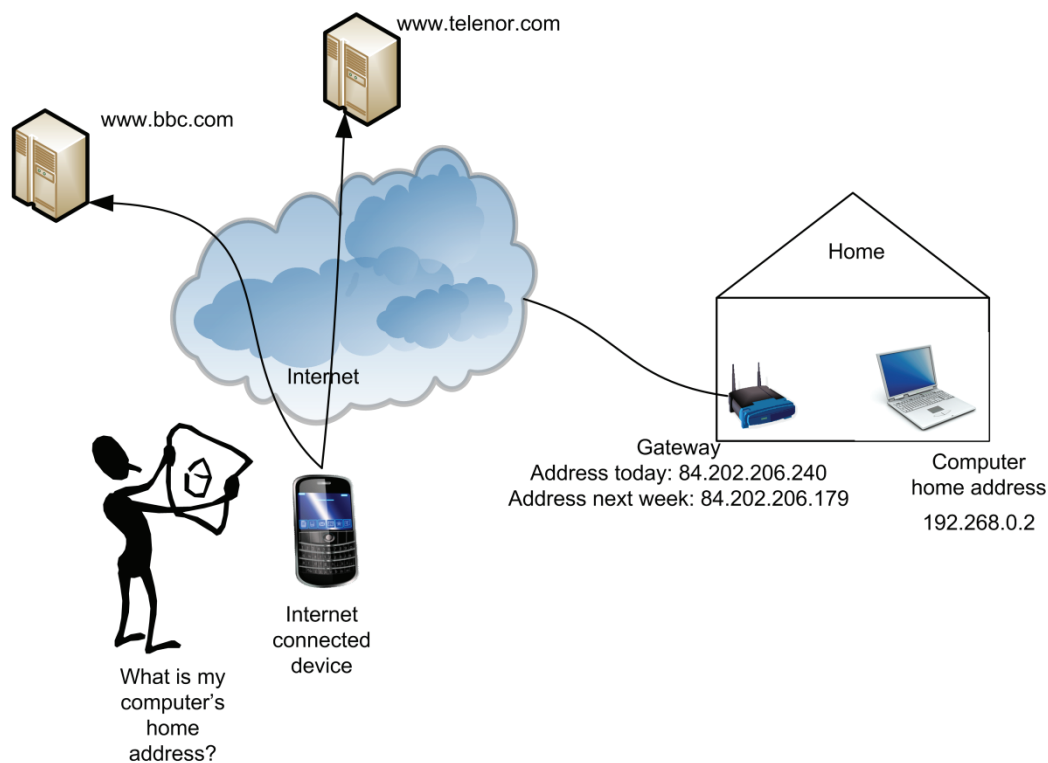 www.telenor.com
www.bbc.com
Home
Internet
Gateway
Address today: 84.202.206.240
Address next week: 84.202.206.179
Computer
home address
192.268.0.2
Internet
connected
device
What is my
computer's
home
address?